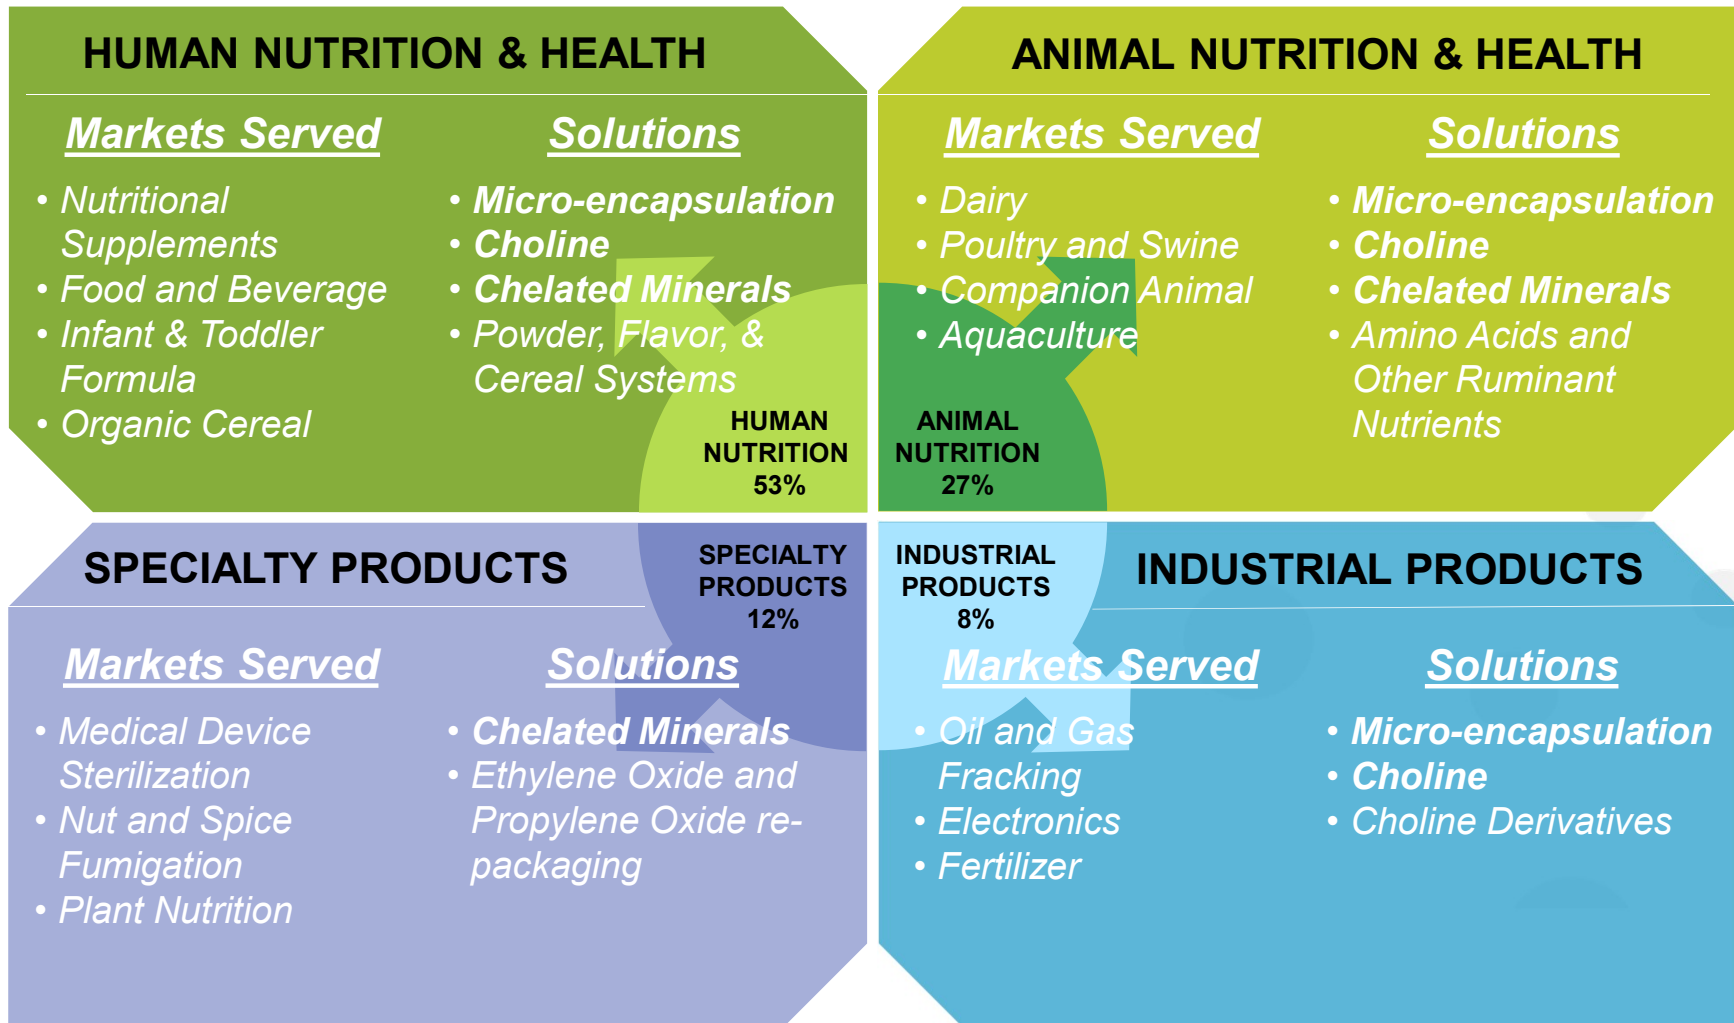 HUMAN NUTRITION & HEALTH
Markets Served
• Nutritional
Supplements
• Food and Beverage
• Infant & Toddler
Formula
• Organic Cereal
Solutions
• Micro-encapsulation
• Choline
• Chelated Minerals
• Powder, Flavor, &
Cereal Systems
HUMAN
NUTRITION
53%
ANIMAL NUTRITION & HEALTH
Markets Served
• Dairy
• Poultry and Swine
• Companion Animal
• Aquaculture
Solutions
• Micro-encapsulation
• Choline
• Chelated Minerals
• Amino Acids and
Other Ruminant
Nutrients
ANIMAL
NUTRITION
27%
SPECIALTY PRODUCTS
SPECIALTY
PRODUCTS
12%
Markets Served
• Medical Device
Sterilization
• Nut and Spice
Fumigation
• Plant Nutrition
Solutions
• Chelated Minerals
• Ethylene Oxide and
Propylene Oxide re-
packaging
INDUSTRIAL
PRODUCTS
8%
INDUSTRIAL PRODUCTS
Markets Served
• Oil and Gas
Fracking
• Electronics
• Fertilizer
Solutions
• Micro-encapsulation
• Choline
• Choline Derivatives